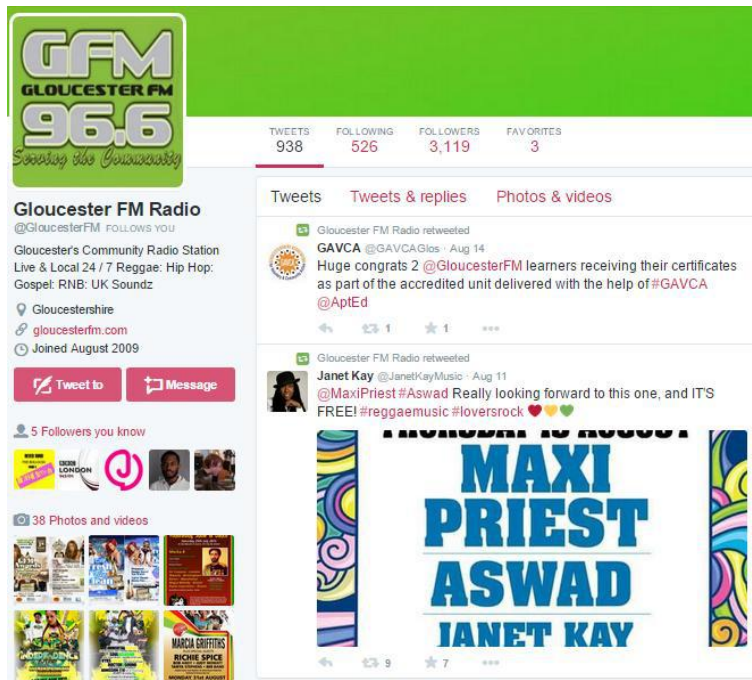 GFM
GLOUCESTER FM
96.6
Serving the Community
TWEETS
938
FOLLOWING
526
FOLLOWERS
3,119
FAVORITES
3
Gloucester FM Radio
@GloucesterFM FOLLOWS YOU
Gloucester's Community Radio Station
Live & Local 24 / 7 Reggae: Hip Hop:
Gospel: RNB: UK Soundz
Gloucestershire
gloucesterfm.com
Joined August 2009
Tweet to
Message
5 Followers you know
LONDON
38 Photos and videos
MARCIA GRIFFITHS
RICHIE SPICE
MONDAY 31ST AUGUST
Tweets
Tweets & replies
Photos & videos
Gloucester FM Radio retweeted
GAVCA @GAVCAGlos · Aug 14
Huge congrats 2 @GloucesterFM learners receiving their certificates
as part of the accredited unit delivered with the help of #GAVCA
@AptEd
1
1
Gloucester FM Radio retweeted
Janet Kay @JanetKayMusic · Aug 11
@MaxiPriest #Aswad Really looking forward to this one, and IT'S
FREE! #reggaemusic #loversrock
MAXI
PRIEST
ASWAD
JANET KAY
9
7